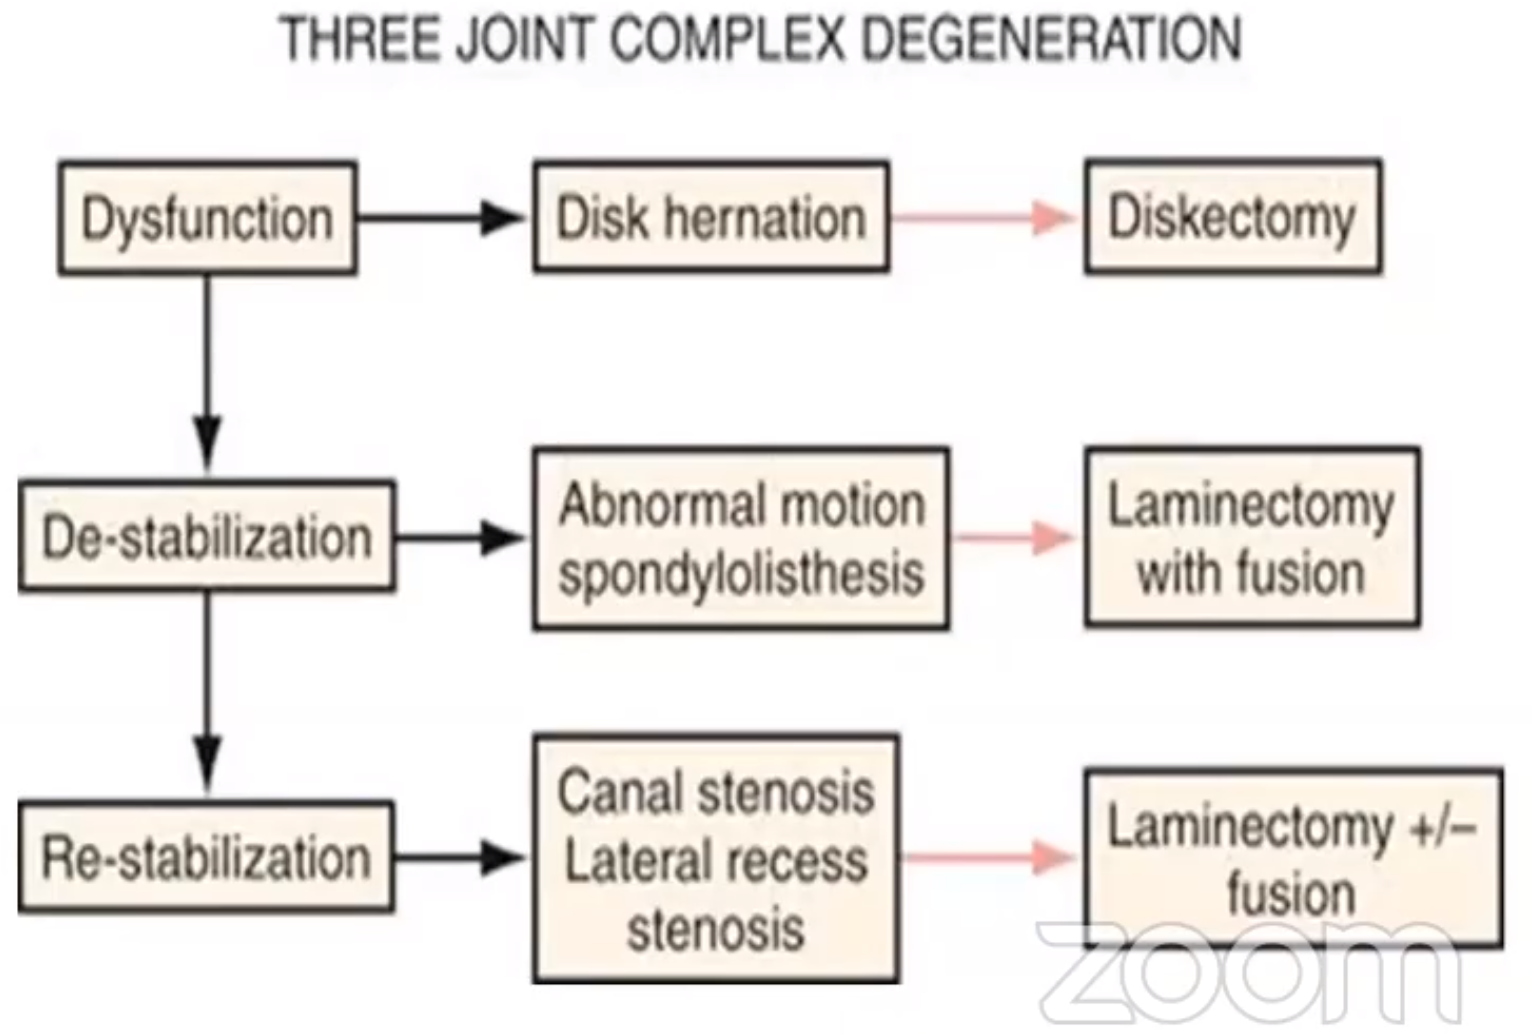 THREE JOINT COMPLEX DEGENERATION
Dysfunction
Disk hernation
Diskectomy
De-stabilization
Abnormal motion
spondylolisthesis
Laminectomy
with fusion
Re-stabilization
Canal stenosis
Lateral recess
stenosis
Laminectomy +/–
fusion
zoom